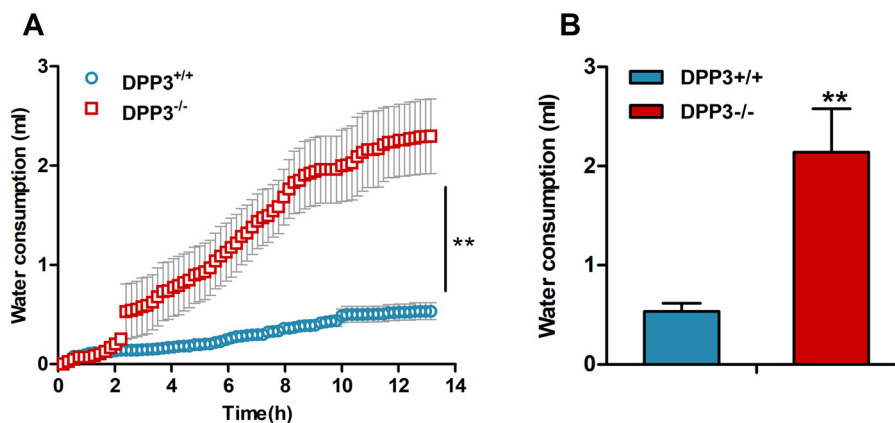 A
DPP3+/+
DPP3-/-
Water consumption (ml)
3
2
1
0
**
0 2 4 6 8 10 12 14
Time(h)
B
DPP3+/+
DPP3-/-
Water consumption (ml)
3
2
1
0
**